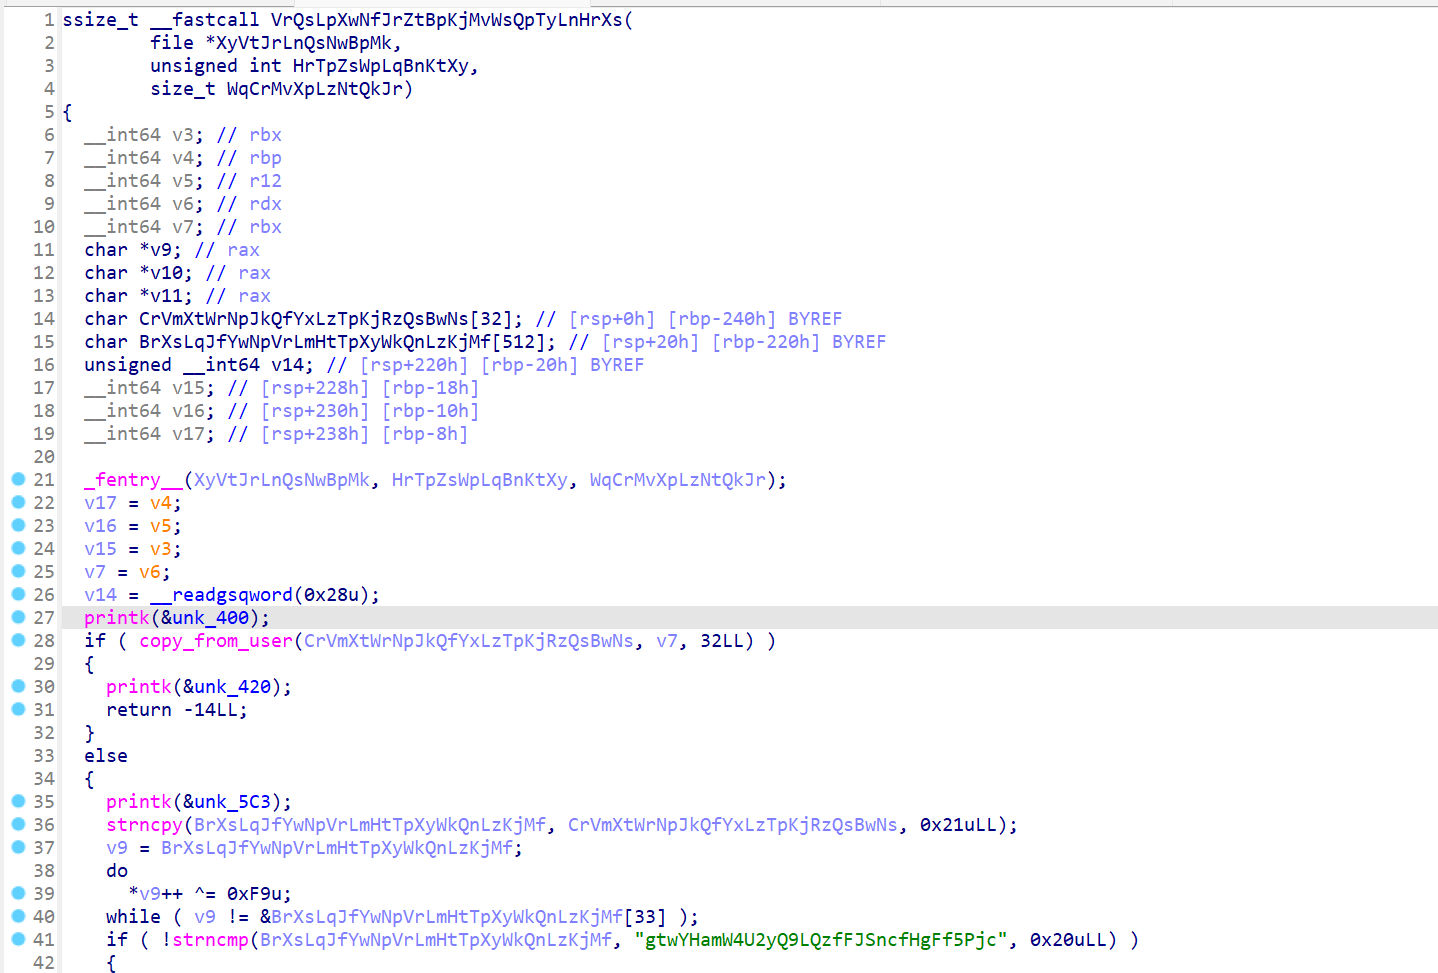 1 ssize_t __fastcall VrQsLpXwNfJrZtBpKjMvWsQpTyLnHrXs(
2 file *XyVtJrLnQsNwBpMk,
3 unsigned int HrTpZsWpLqBnKtXy,
4 size_t WqCrMvXpLzNtQkJr)
5 {
6 __int64 v3; // rbx
7 __int64 v4; // rbp
8 __int64 v5; // r12
9 __int64 v6; // rdx
10 __int64 v7; // rbx
11 char *v9; // rax
12 char *v10; // rax
13 char *v11; // rax
14 char CrVmXtWrNpJkQfYxLzTpKjRzQsBwNs[32]; // [rsp+0h] [rbp-240h] BYREF
15 char BrXsLqJfYwNpVrLmHtTpXyWkQnLzKjMf[512]; // [rsp+20h] [rbp-220h] BYREF
16 unsigned __int64 v14; // [rsp+220h] [rbp-20h] BYREF
17 __int64 v15; // [rsp+228h] [rbp-18h]
18 __int64 v16; // [rsp+230h] [rbp-10h]
19 __int64 v17; // [rsp+238h] [rbp-8h]
20
21 _fentry__(XyVtJrLnQsNwBpMk, HrTpZsWpLqBnKtXy, WqCrMvXpLzNtQkJr);
22 v17 = v4;
23 v16 = v5;
24 v15 = v3;
25 v7 = v6;
26 v14 = __readgsqword(0x28u);
27 printk(&unk_400);
28 if ( copy_from_user(CrVmXtWrNpJkQfYxLzTpKjRzQsBwNs, v7, 32LL) )
29 {
30 printk(&unk_420);
31 return -14LL;
32 }
33 else
34 {
35 printk(&unk_5C3);
36 strncpy(BrXsLqJfYwNpVrLmHtTpXyWkQnLzKjMf, CrVmXtWrNpJkQfYxLzTpKjRzQsBwNs, 0x21uLL);
37 v9 = BrXsLqJfYwNpVrLmHtTpXyWkQnLzKjMf;
38 do
39 *v9++ ^= 0xF9u;
40 while ( v9 != &BrXsLqJfYwNpVrLmHtTpXyWkQnLzKjMf[33] );
41 if ( !strncmp(BrXsLqJfYwNpVrLmHtTpXyWkQnLzKjMf, "gtwYHamW4U2yQ9LQzfFJSncfHgFf5Pjc", 0x20uLL) )
42 {